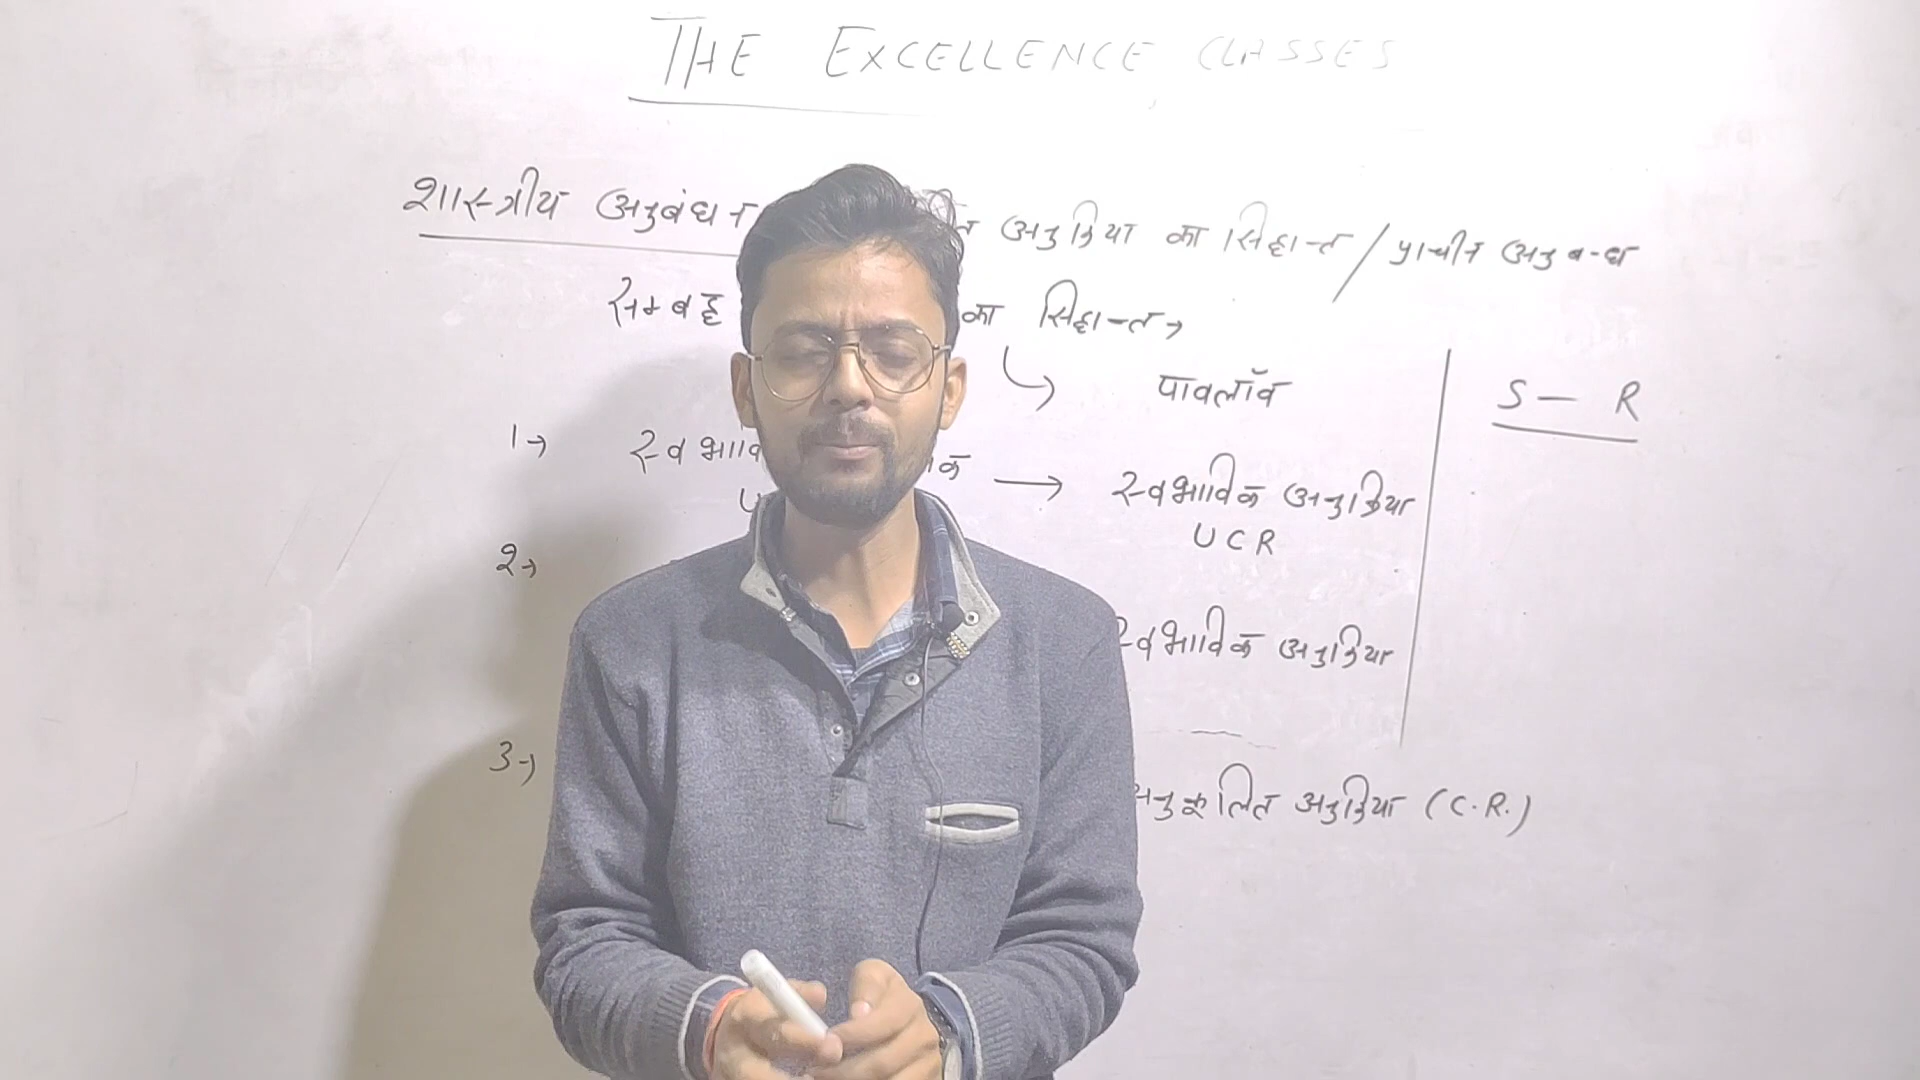 THE EXCELLENCE CLASSES
शास्त्रीय अनुबंधन त अनुक्रिया का सिद्धान्त / प्राचीन अनुबन्ध
सम्बद्ध का सिद्धान्त →
पावलॉव
S — R
1→ स्वभावि क → स्वभाविक अनुक्रिया
U UCR
2→
स्वभाविक अनुक्रिया
3→ अनुकूलित अनुक्रिया (C.R.)